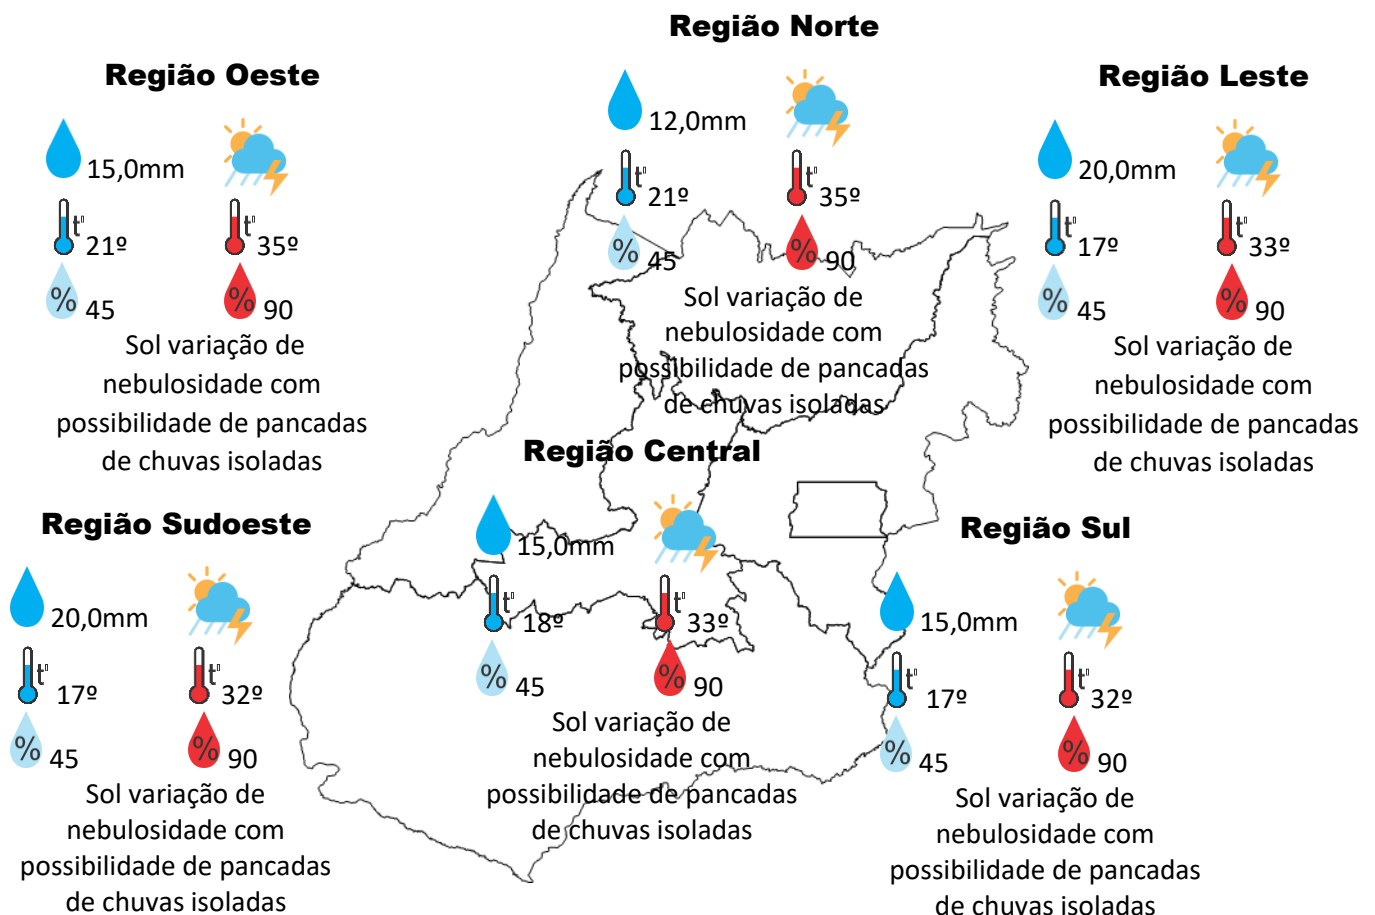 Região Norte
12,0mm
t°
21º
t°
35º
%
45
%
90
Sol variação de
nebulosidade com
possibilidade de pancadas
de chuvas isoladas
Região Oeste
15,0mm
t°
21º
t°
35º
%
45
%
90
Sol variação de
nebulosidade com
possibilidade de pancadas
de chuvas isoladas
Região Leste
20,0mm
t°
17º
t°
33º
%
45
%
90
Sol variação de
nebulosidade com
possibilidade de pancadas
de chuvas isoladas
Região Central
15,0mm
t°
18º
t°
33º
%
45
%
90
Sol variação de
nebulosidade com
possibilidade de pancadas
de chuvas isoladas
Região Sudoeste
20,0mm
t°
17º
t°
32º
%
45
%
90
Sol variação de
nebulosidade com
possibilidade de pancadas
de chuvas isoladas
Região Sul
15,0mm
t°
17º
t°
32º
%
45
%
90
Sol variação de
nebulosidade com
possibilidade de pancadas
de chuvas isoladas